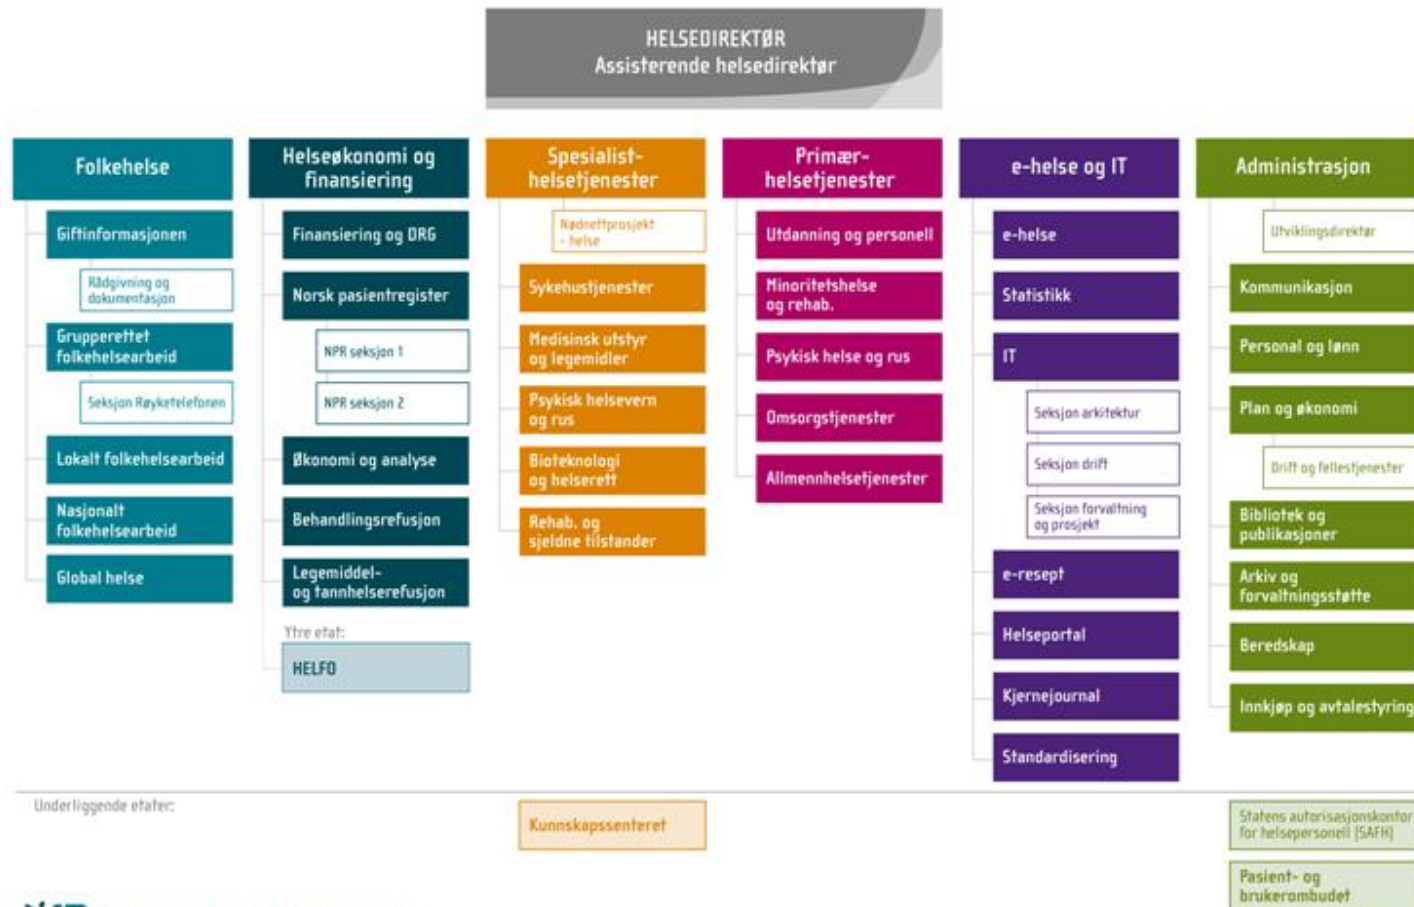 HELSEDIREKTØR
Assisterende helsedirektør
Folkehelse
Giftinformasjonen
Rådgivning og
dokumentasjon
Grupperettet
folkehelsearbeid
Seksjon Røyketelefonen
Lokalt folkehelsearbeid
Nasjonalt
folkehelsearbeid
Global helse
Helseøkonomi og
finansiering
Finansiering og DRG
Norsk pasientregister
NPR seksjon 1
NPR seksjon 2
Økonomi og analyse
Behandlingsrefusjon
Legemiddel-
og tannhelserefusjon
Ytre etat:
HELFO
Spesialist-
helsetjenester
Nødnettprosjekt
- helse
Sykehustjenester
Medisinsk utstyr
og legemidler
Psykisk helsevern
og rus
Bioteknologi
og helserett
Rehab. og
sjeldne tilstander
Primær-
helsetjenester
Utdanning og personell
Minoritetshelse
og rehab.
Psykisk helse og rus
Omsorgstjenester
Allmennhelsetjenester
e-helse og IT
e-helse
Statistikk
IT
Seksjon arkitektur
Seksjon drift
Seksjon forvaltning
og prosjekt
e-resept
Helseportal
Kjernejournal
Standardisering
Administrasjon
Utviklingsdirektør
Kommunikasjon
Personal og lønn
Plan og økonomi
Drift og fellestjenester
Bibliotek og
publikasjoner
Arkiv og
forvaltningsstøtte
Beredskap
Innkjøp og avtalestyring
Underliggende etater:
Kunnskapssenteret
Statens autorisasjonskontor
for helsepersonell (SAFH)
Pasient- og
brukerombudet